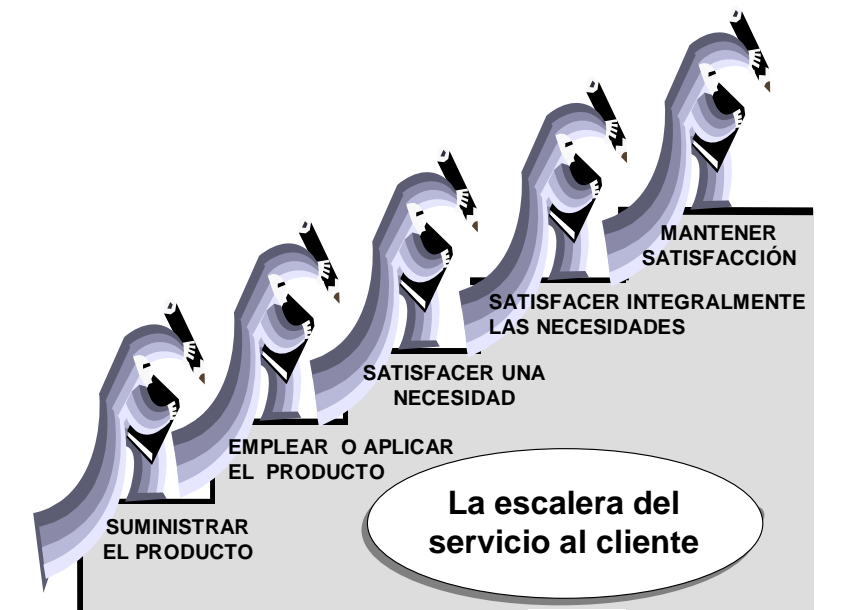 MANTENER
SATISFACCIÓN
SATISFACER INTEGRALMENTE
LAS NECESIDADES
SATISFACER UNA
NECESIDAD
EMPLEAR O APLICAR
EL PRODUCTO
SUMINISTRAR
EL PRODUCTO
La escalera del
servicio al cliente